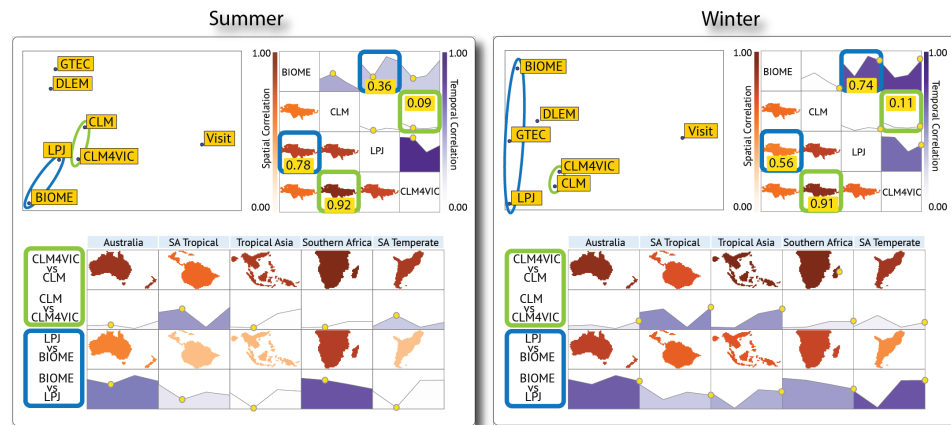 Summer
Winter
GTEC
DLEM
CLM
LPJ
CLM4VIC
Visit
BIOME
1.00
Spatial Correlation
0.00
BIOME
0.36
CLM
0.09
0.78
LPJ
0.92
CLM4VIC
1.00
Temporal Correlation
0.00
BIOME
DLEM
GTEC
Visit
CLM4VIC
CLM
LPJ
1.00
Spatial Correlation
0.00
BIOME
0.74
CLM
0.11
0.56
LPJ
0.91
CLM4VIC
1.00
Temporal Correlation
0.00
Australia
SA Tropical
Tropical Asia
Southern Africa
SA Temperate
CLM4VIC
vs
CLM
CLM
vs
CLM4VIC
LPJ
vs
BIOME
BIOME
vs
LPJ
Australia
SA Tropical
Tropical Asia
Southern Africa
SA Temperate
CLM4VIC
vs
CLM
CLM
vs
CLM4VIC
LPJ
vs
BIOME
BIOME
vs
LPJ